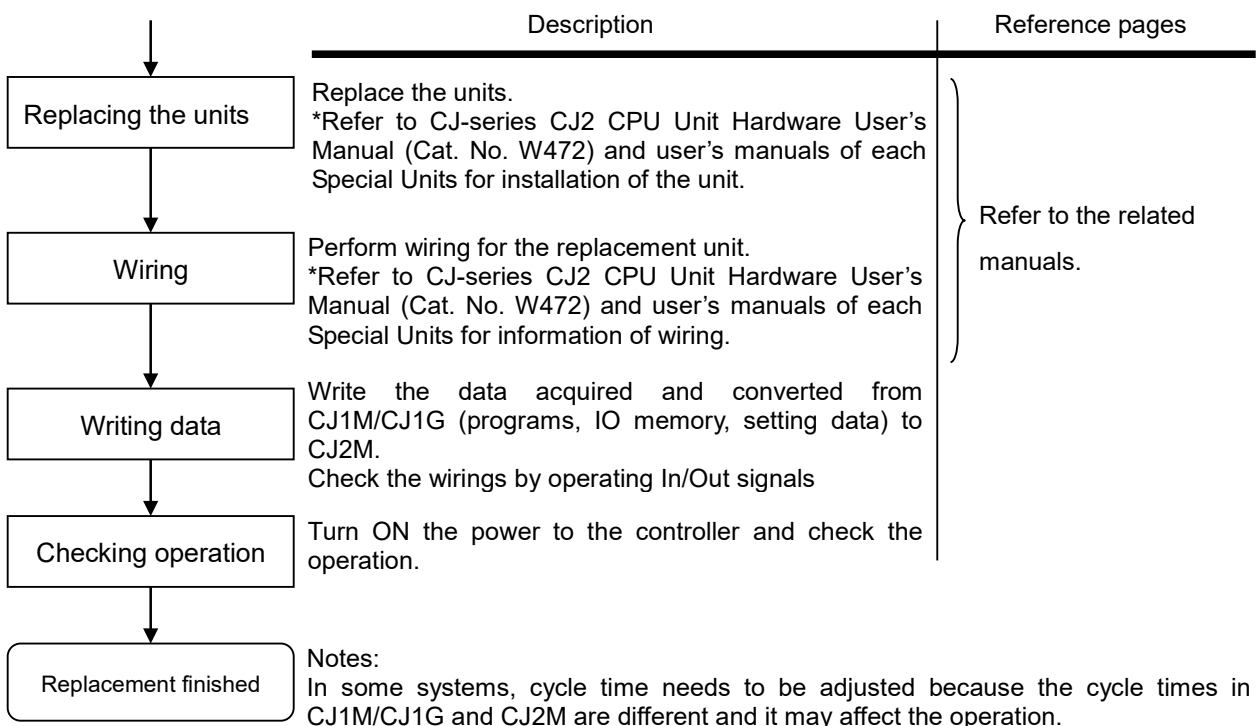 Description
Reference pages
Replacing the units
Replace the units.
*Refer to CJ-series CJ2 CPU Unit Hardware User's
Manual (Cat. No. W472) and user's manuals of each
Special Units for installation of the unit.
Refer to the related
manuals.
Wiring
Perform wiring for the replacement unit.
*Refer to CJ-series CJ2 CPU Unit Hardware User's
Manual (Cat. No. W472) and user's manuals of each
Special Units for information of wiring.
Writing data
Write the data acquired and converted from
CJ1M/CJ1G (programs, IO memory, setting data) to
CJ2M.
Check the wirings by operating In/Out signals
Checking operation
Turn ON the power to the controller and check the
operation.
Replacement finished
Notes:
In some systems, cycle time needs to be adjusted because the cycle times in
CJ1M/CJ1G and CJ2M are different and it may affect the operation.